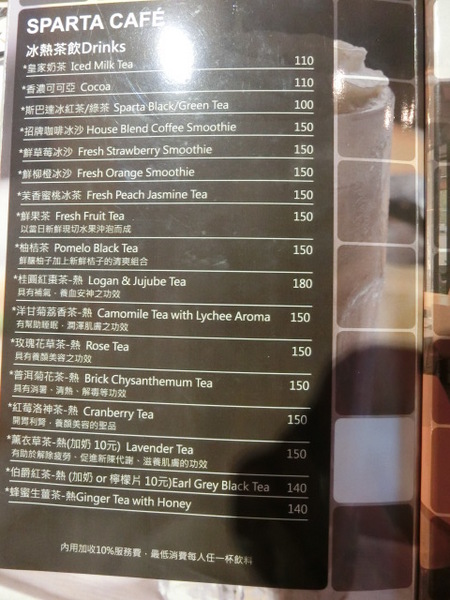 SPARTA CAFÉ
冰熱茶飲Drinks
*皇家奶茶 Iced Milk Tea 110
*香濃可可亞 Cocoa 110
*斯巴達冰紅茶/綠茶 Sparta Black/Green Tea 100
*招牌咖啡冰沙 House Blend Coffee Smoothie 150
*鮮草莓冰沙 Fresh Strawberry Smoothie 150
*鮮柳橙冰沙 Fresh Orange Smoothie 150
*茉香蜜桃冰茶 Fresh Peach Jasmine Tea 150
*鮮果茶 Fresh Fruit Tea 150
以當日新鮮現切水果沖泡而成
*柚桔茶 Pomelo Black Tea 150
鮮釀柚子加上新鮮桔子的清爽組合
*桂圓紅棗茶-熱 Logan & Jujube Tea 180
具有補氣、養血安神之功效
*洋甘菊荔香茶-熱 Camomile Tea with Lychee Aroma 150
有幫助睡眠、潤澤肌膚之功效
*玫瑰花草茶-熱 Rose Tea 150
具有養顏美容之功效
*普洱菊花茶-熱 Brick Chysanthemum Tea 150
具有消暑、清熱、解毒等功效
*紅莓洛神茶-熱 Cranberry Tea 150
開胃利腎，養顏美容的聖品
*薰衣草茶-熱(加奶 10元) Lavender Tea 150
有助於解除疲勞、促進新陳代謝、滋養肌膚的功效
*伯爵紅茶-熱 (加奶 or 檸檬片 10元)Earl Grey Black Tea 140
*蜂蜜生薑茶-熱Ginger Tea with Honey 140
內用加收10%服務費，最低消費每人任一杯飲料